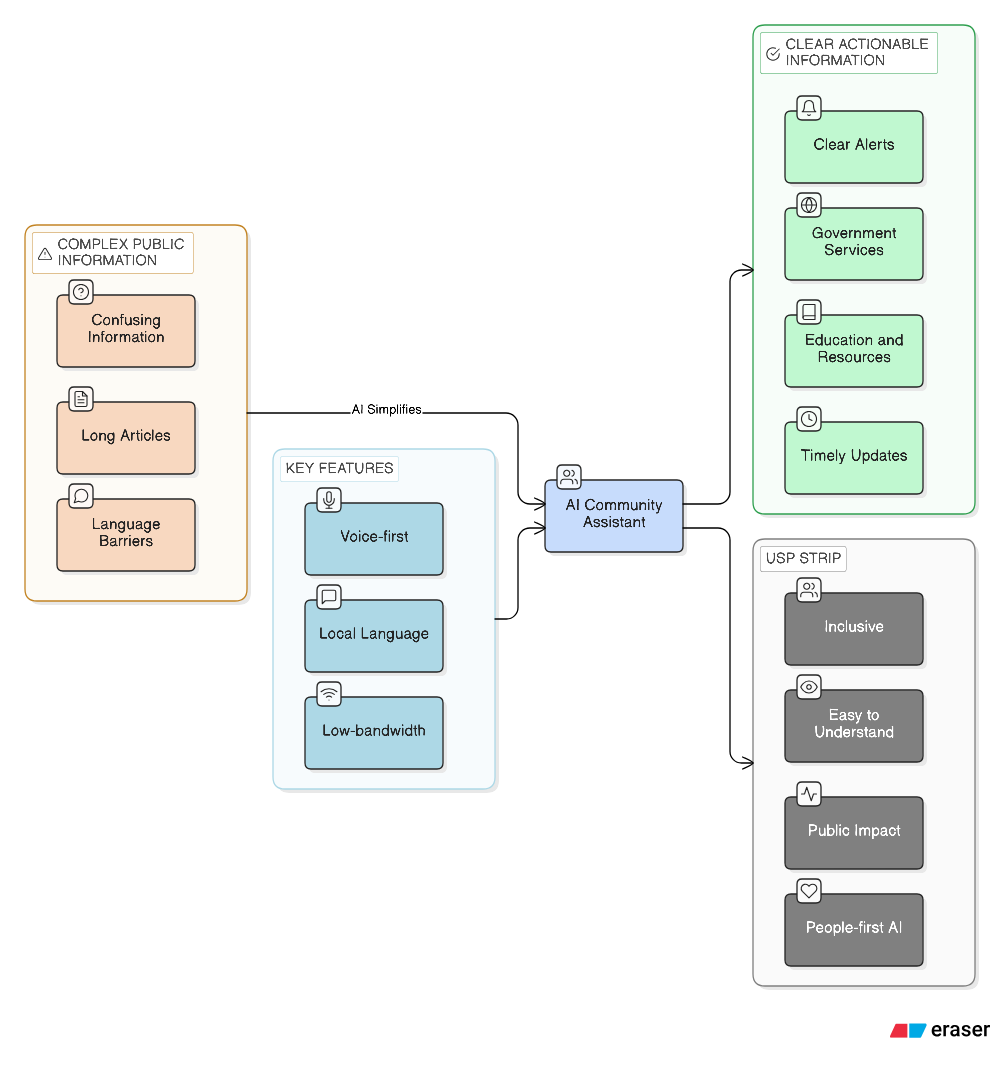 COMPLEX PUBLIC
INFORMATION
Confusing
Information
Long Articles
Language
Barriers
AI Simplifies
KEY FEATURES
Voice-first
Local Language
Low-bandwidth
AI Community
Assistant
CLEAR ACTIONABLE
INFORMATION
Clear Alerts
Government
Services
Education and
Resources
Timely Updates
USP STRIP
Inclusive
Easy to
Understand
Public Impact
People-first AI
eraser